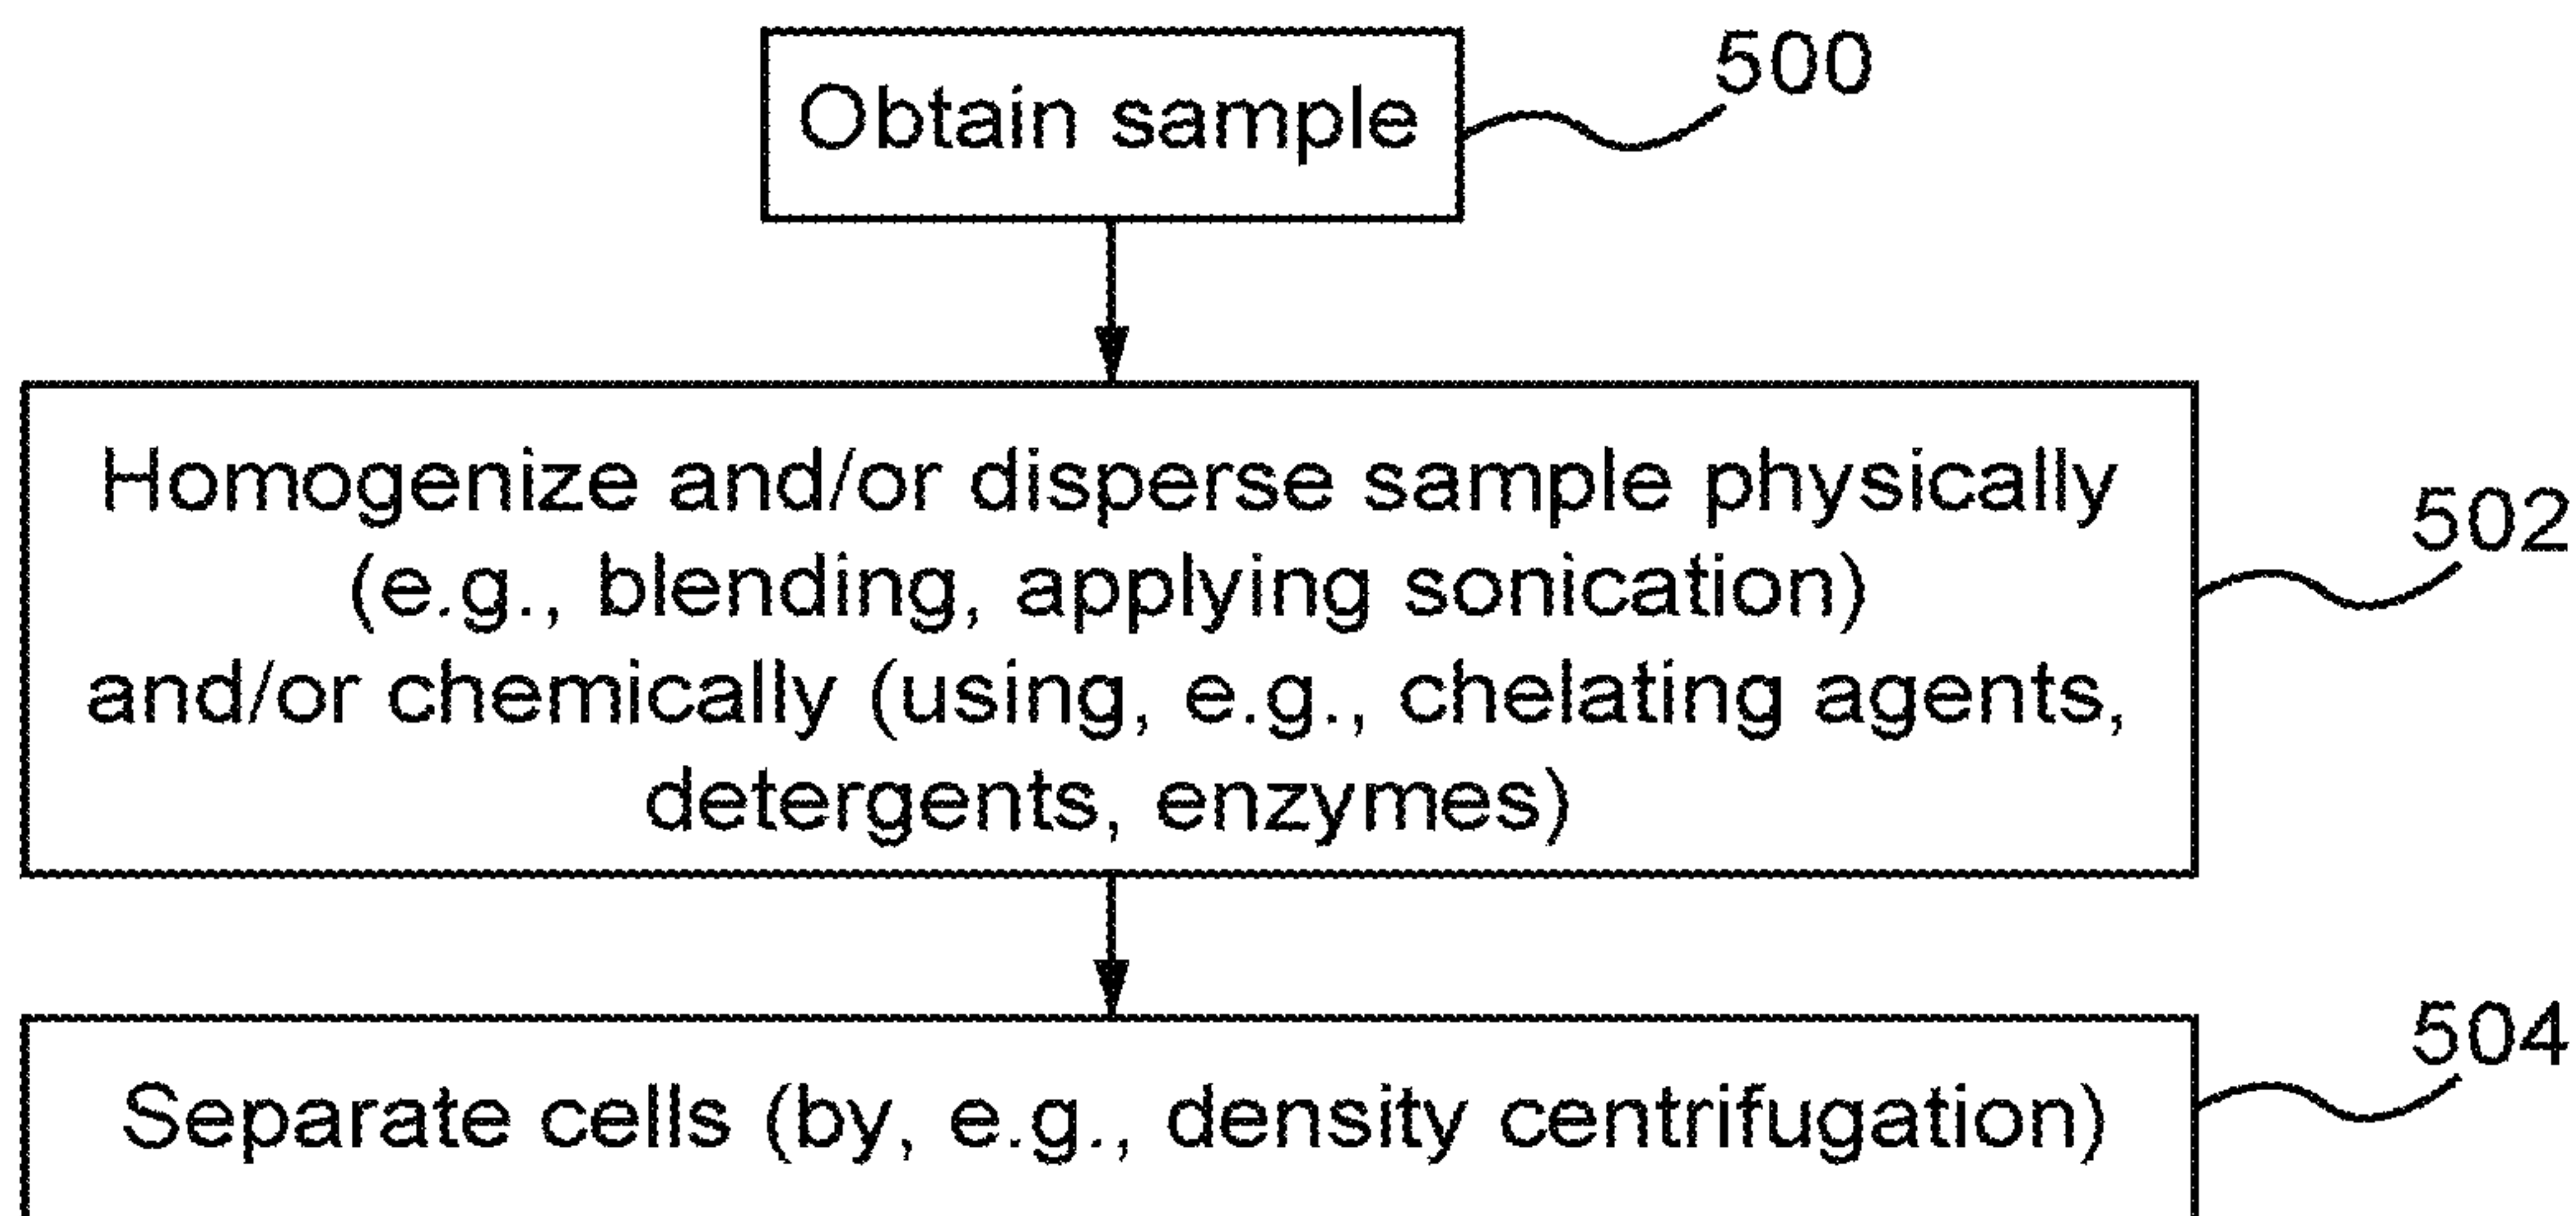 Obtain sample
500
Homogenize and/or disperse sample physically
(e.g., blending, applying sonication)
and/or chemically (using, e.g., chelating agents,
detergents, enzymes)
502
Separate cells (by, e.g., density centrifugation)
504